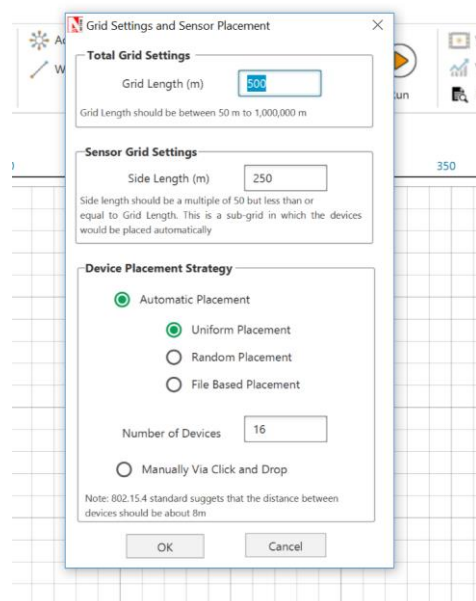 Grid Settings and Sensor Placement
Total Grid Settings
Grid Length (m) 500
Grid Length should be between 50 m to 1,000,000 m
350
Sensor Grid Settings
Side Length (m) 250
Side length should be a multiple of 50 but less than or
equal to Grid Length. This is a sub-grid in which the devices
would be placed automatically
Device Placement Strategy
Automatic Placement
Uniform Placement
Random Placement
File Based Placement
Number of Devices 16
Manually Via Click and Drop
Note: 802.15.4 standard suggets that the distance between
devices should be about 8m
OK Cancel